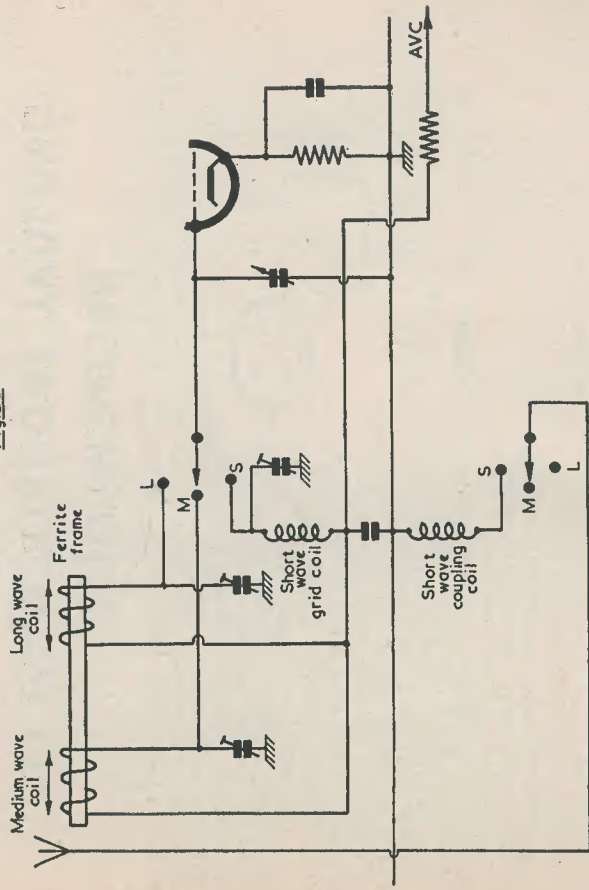 Medium wave
coil
Long wave
coil
Ferrite
frame
L
M
S
Short
wave
grid coil
AVC
Short
wave
coupling
coil
S
M
L